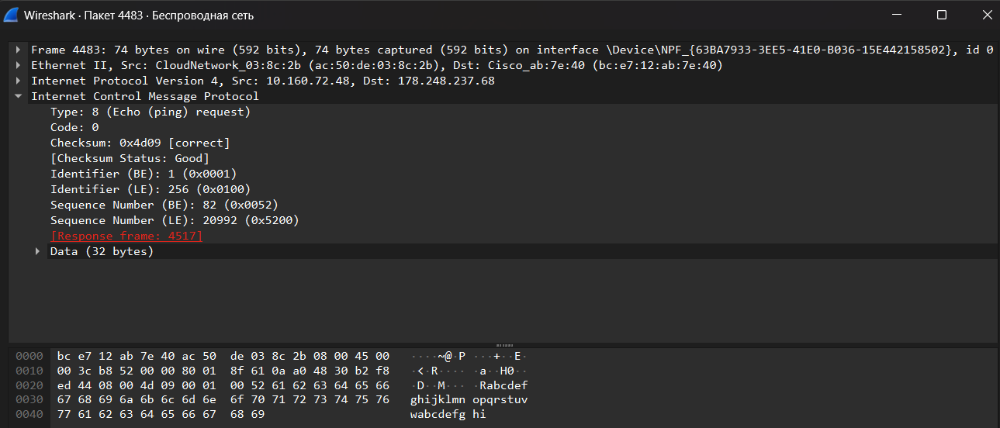 Wireshark · Пакет 4483 · Беспроводная сеть
Frame 4483: 74 bytes on wire (592 bits), 74 bytes captured (592 bits) on interface \Device\NPF_{63BA7933-3EE5-41E0-B036-15E442158502}, id 0
Ethernet II, Src: CloudNetwork_03:8c:2b (ac:50:de:03:8c:2b), Dst: Cisco_ab:7e:40 (bc:e7:12:ab:7e:40)
Internet Protocol Version 4, Src: 10.160.72.48, Dst: 178.248.237.68
Internet Control Message Protocol
Type: 8 (Echo (ping) request)
Code: 0
Checksum: 0x4d09 [correct]
[Checksum Status: Good]
Identifier (BE): 1 (0x0001)
Identifier (LE): 256 (0x0100)
Sequence Number (BE): 82 (0x0052)
Sequence Number (LE): 20992 (0x5200)
[Response frame: 4517]
Data (32 bytes)
0000 bc e7 12 ab 7e 40 ac 50 de 03 8c 2b 08 00 45 00 ····~@·P ···+··E·
0010 00 3c b8 52 00 00 80 01 8f 61 0a a0 48 30 b2 f8 ·<·R···· ·a··H0··
0020 ed 44 08 00 4d 09 00 01 00 52 61 62 63 64 65 66 ·D··M··· ·Rabcdef
0030 67 68 69 6a 6b 6c 6d 6e 6f 70 71 72 73 74 75 76 ghijklmn opqrstuv
0040 77 61 62 63 64 65 66 67 68 69 wabcdefg hi